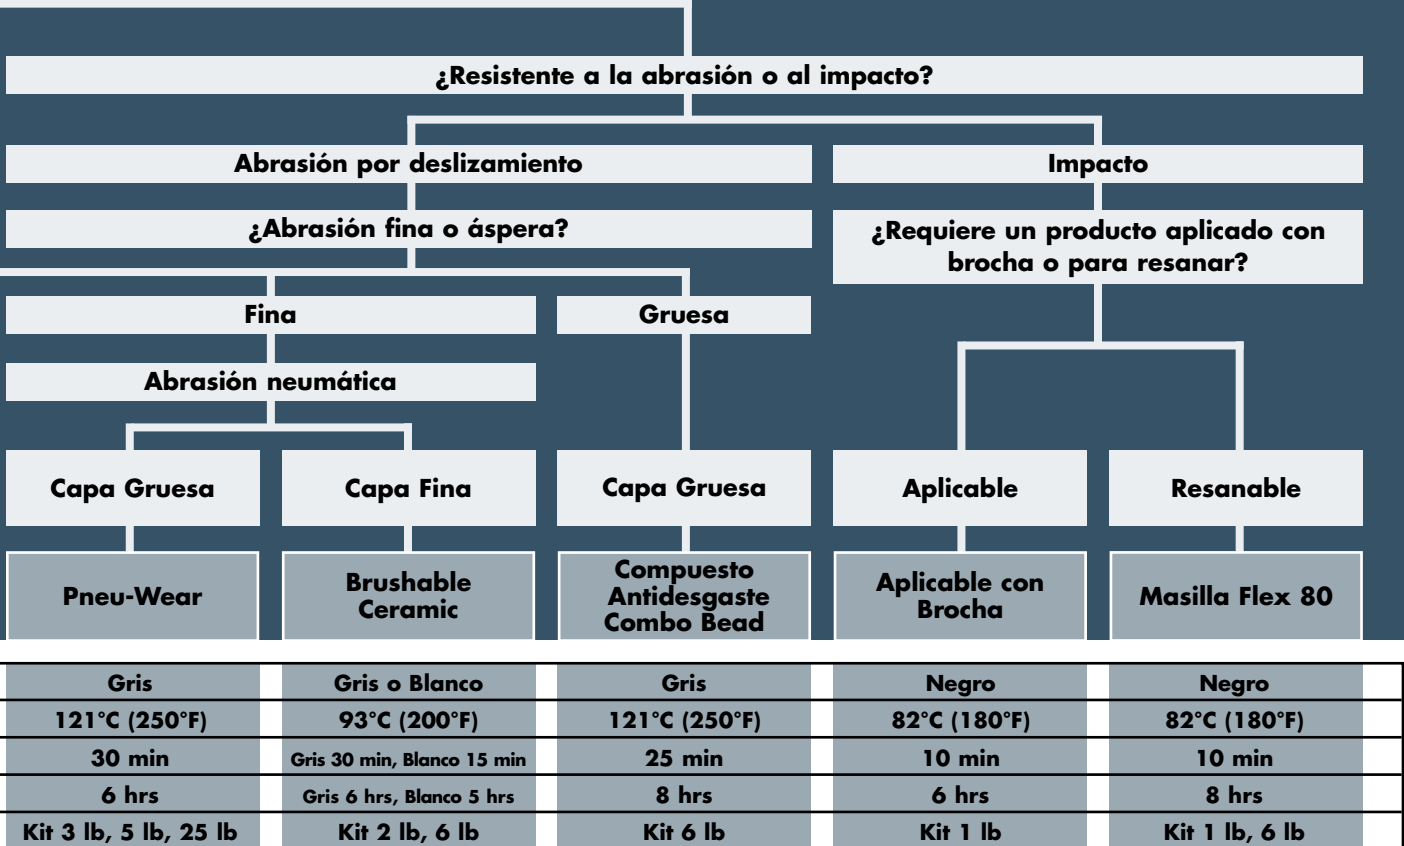 ¿Resistente a la abrasión o al impacto?
Abrasión por deslizamiento
Impacto
¿Abrasión fina o áspera?
¿Requiere un producto aplicado con
brocha o para resanar?
Fina
Gruesa
Abrasión neumática
Capa Gruesa
Capa Fina
Capa Gruesa
Aplicable
Resanable
Pneu-Wear
Brushable
Ceramic
Compuesto
Antidesgaste
Combo Bead
Aplicable con
Brocha
Masilla Flex 80
Gris
Gris o Blanco
Gris
Negro
Negro
121°C (250°F)
93°C (200°F)
121°C (250°F)
82°C (180°F)
82°C (180°F)
30 min
Gris 30 min, Blanco 15 min
25 min
10 min
10 min
6 hrs
Gris 6 hrs, Blanco 5 hrs
8 hrs
6 hrs
8 hrs
Kit 3 lb, 5 lb, 25 lb
Kit 2 lb, 6 lb
Kit 6 lb
Kit 1 lb
Kit 1 lb, 6 lb